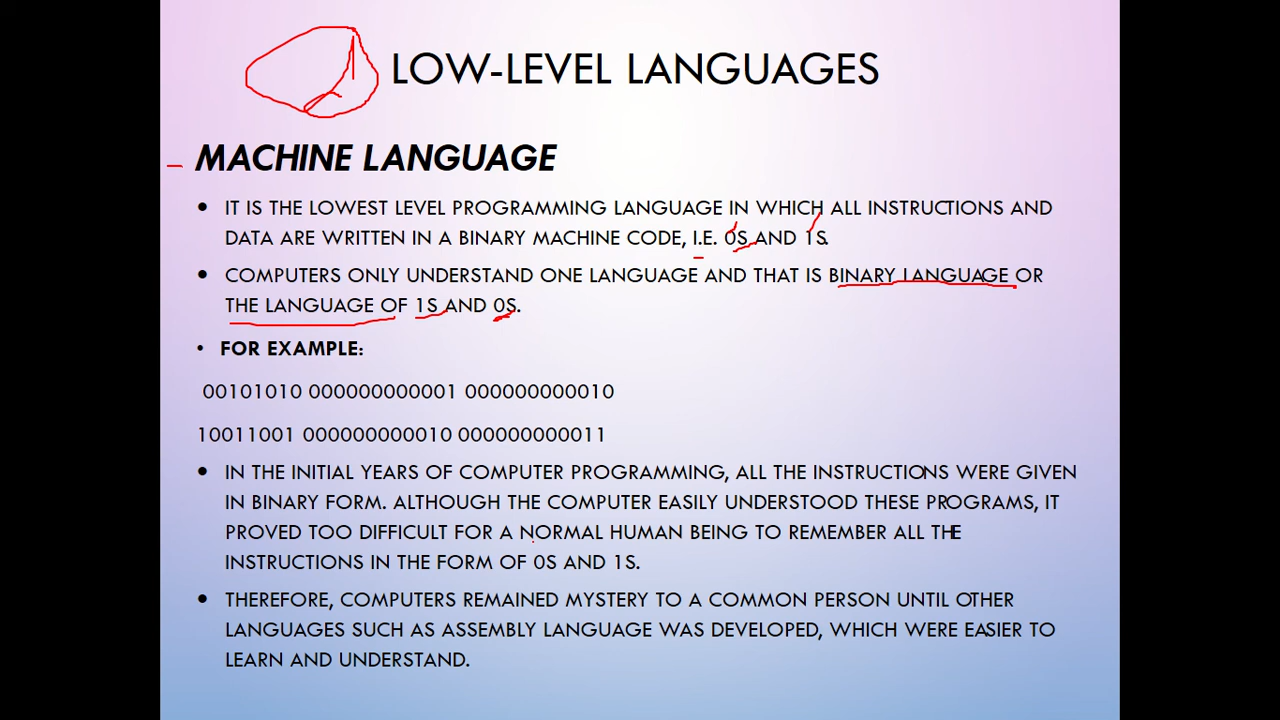 LOW-LEVEL LANGUAGES
MACHINE LANGUAGE
• IT IS THE LOWEST LEVEL PROGRAMMING LANGUAGE IN WHICH ALL INSTRUCTIONS AND
DATA ARE WRITTEN IN A BINARY MACHINE CODE, I.E. 0S AND 1S.
• COMPUTERS ONLY UNDERSTAND ONE LANGUAGE AND THAT IS BINARY LANGUAGE OR
THE LANGUAGE OF 1S AND 0S.
• FOR EXAMPLE:
00101010 000000000001 000000000010
10011001 000000000010 000000000011
• IN THE INITIAL YEARS OF COMPUTER PROGRAMMING, ALL THE INSTRUCTIONS WERE GIVEN
IN BINARY FORM. ALTHOUGH THE COMPUTER EASILY UNDERSTOOD THESE PROGRAMS, IT
PROVED TOO DIFFICULT FOR A NORMAL HUMAN BEING TO REMEMBER ALL THE
INSTRUCTIONS IN THE FORM OF 0S AND 1S.
• THEREFORE, COMPUTERS REMAINED MYSTERY TO A COMMON PERSON UNTIL OTHER
LANGUAGES SUCH AS ASSEMBLY LANGUAGE WAS DEVELOPED, WHICH WERE EASIER TO
LEARN AND UNDERSTAND.